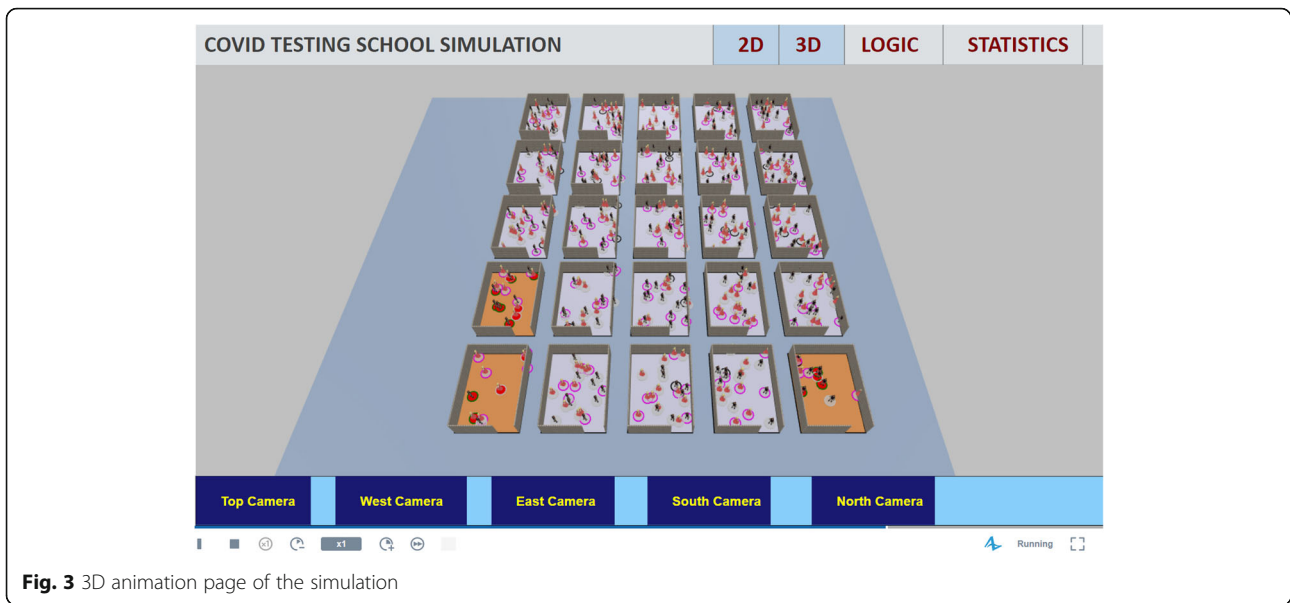 COVID TESTING SCHOOL SIMULATION 2D 3D LOGIC STATISTICS
Top Camera West Camera East Camera South Camera North Camera
x1 x1 Running
Fig. 3 3D animation page of the simulation